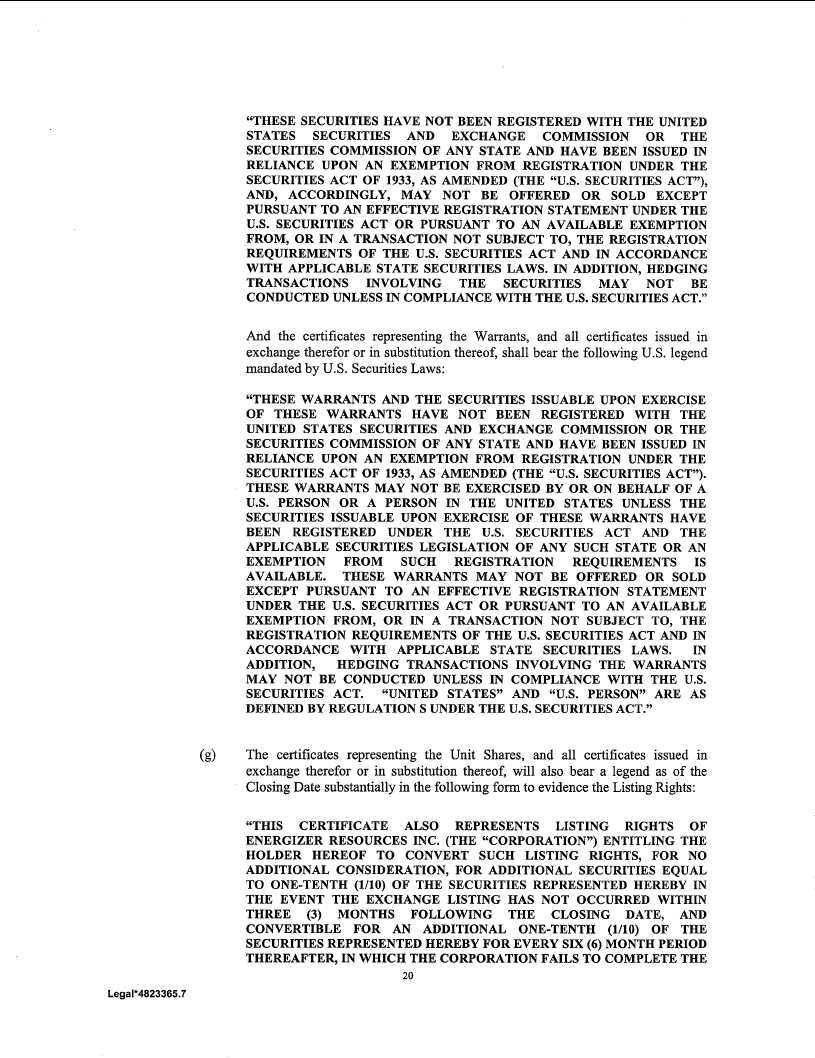 “THESE SECURITIES HAVE NOT BEEN REGISTERED WITH THE UNITED
STATES SECURITIES AND EXCHANGE COMMISSION OR THE
SECURITIES COMMISSION OF ANY STATE AND HAVE BEEN ISSUED IN
RELIANCE UPON AN EXEMPTION FROM REGISTRATION UNDER THE
SECURITIES ACT OF 1933, AS AMENDED (THE “U.S. SECURITIES ACT”),
AND, ACCORDINGLY, MAY NOT BE OFFERED OR SOLD EXCEPT
PURSUANT TO AN EFFECTIVE REGISTRATION STATEMENT UNDER THE
U.S. SECURITIES ACT OR PURSUANT TO AN AVAILABLE EXEMPTION
FROM, OR IN A TRANSACTION NOT SUBJECT TO, THE REGISTRATION
REQUIREMENTS OF THE U.S. SECURITIES ACT AND IN ACCORDANCE
WITH APPLICABLE STATE SECURITIES LAWS. IN ADDITION, HEDGING
TRANSACTIONS INVOLVING THE SECURITIES MAY NOT BE
CONDUCTED UNLESS IN COMPLIANCE WITH THE U.S. SECURITIES ACT.”
And the certificates representing the Warrants, and all certificates issued in
exchange therefor or in substitution thereof, shall bear the following U.S. legend
mandated by U.S. Securities Laws:
“THESE WARRANTS AND THE SECURITIES ISSUABLE UPON EXERCISE
OF THESE WARRANTS HAVE NOT BEEN REGISTERED WITH THE
UNITED STATES SECURITIES AND EXCHANGE COMMISSION OR THE
SECURITIES COMMISSION OF ANY STATE AND HAVE BEEN ISSUED IN
RELIANCE UPON AN EXEMPTION FROM REGISTRATION UNDER THE
SECURITIES ACT OF 1933, AS AMENDED (THE “U.S. SECURITIES ACT”).
THESE WARRANTS MAY NOT BE EXERCISED BY OR ON BEHALF OF A
U.S. PERSON OR A PERSON IN THE UNITED STATES UNLESS THE
SECURITIES ISSUABLE UPON EXERCISE OF THESE WARRANTS HAVE
BEEN REGISTERED UNDER THE U.S. SECURITIES ACT AND THE
APPLICABLE SECURITIES LEGISLATION OF ANY SUCH STATE OR AN
EXEMPTION FROM SUCH REGISTRATION REQUIREMENTS IS
AVAILABLE. THESE WARRANTS MAY NOT BE OFFERED OR SOLD
EXCEPT PURSUANT TO AN EFFECTIVE REGISTRATION STATEMENT
UNDER THE U.S. SECURITIES ACT OR PURSUANT TO AN AVAILABLE
EXEMPTION FROM, OR IN A TRANSACTION NOT SUBJECT TO, THE
REGISTRATION REQUIREMENTS OF THE U.S. SECURITIES ACT AND IN
ACCORDANCE WITH APPLICABLE STATE SECURITIES LAWS. IN
ADDITION, HEDGING TRANSACTIONS INVOLVING THE WARRANTS
MAY NOT BE CONDUCTED UNLESS IN COMPLIANCE WITH THE U.S.
SECURITIES ACT. “UNITED STATES” AND “U.S. PERSON” ARE AS
DEFINED BY REGULATION S UNDER THE U.S. SECURITIES ACT.”
(g) The certificates representing the Unit Shares, and all certificates issued in
exchange therefor or in substitution thereof, will also bear a legend as of the
Closing Date substantially in the following form to evidence the Listing Rights:
“THIS CERTIFICATE ALSO REPRESENTS LISTING RIGHTS OF
ENERGIZER RESOURCES INC. (THE “CORPORATION”) ENTITLING THE
HOLDER HEREOF TO CONVERT SUCH LISTING RIGHTS, FOR NO
ADDITIONAL CONSIDERATION, FOR ADDITIONAL SECURITIES EQUAL
TO ONE-TENTH (1/10) OF THE SECURITIES REPRESENTED HEREBY IN
THE EVENT THE EXCHANGE LISTING HAS NOT OCCURRED WITHIN
THREE (3) MONTHS FOLLOWING THE CLOSING DATE, AND
CONVERTIBLE FOR AN ADDITIONAL ONE-TENTH (1/10) OF THE
SECURITIES REPRESENTED HEREBY FOR EVERY SIX (6) MONTH PERIOD
THEREAFTER, IN WHICH THE CORPORATION FAILS TO COMPLETE THE
20
Legal*4823365.7